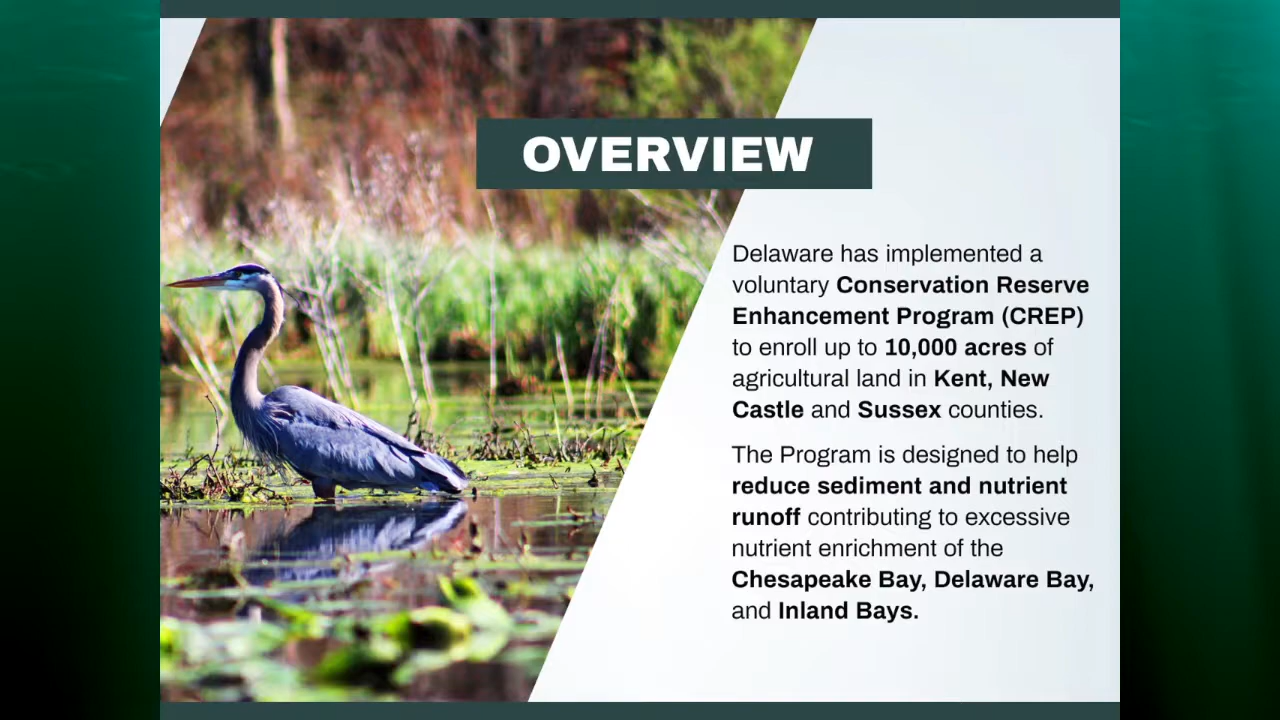 OVERVIEW
Delaware has implemented a
voluntary Conservation Reserve
Enhancement Program (CREP)
to enroll up to 10,000 acres of
agricultural land in Kent, New
Castle and Sussex counties.
The Program is designed to help
reduce sediment and nutrient
runoff contributing to excessive
nutrient enrichment of the
Chesapeake Bay, Delaware Bay,
and Inland Bays.